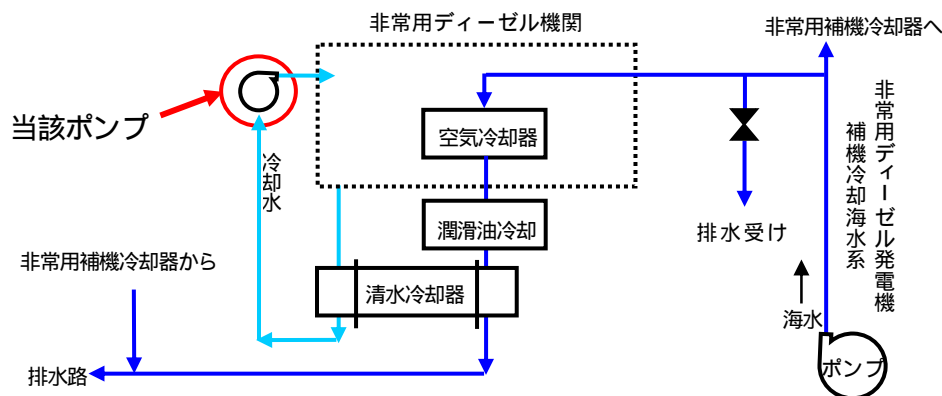 非常用ディーゼル機関
非常用補機冷却器へ
当該ポンプ
冷却水
空気冷却器
潤滑油冷却
清水冷却器
非常用補機冷却器から
排水路
排水受け
非常用ディーゼル発電機
補機冷却海水系
海水
ポンプ